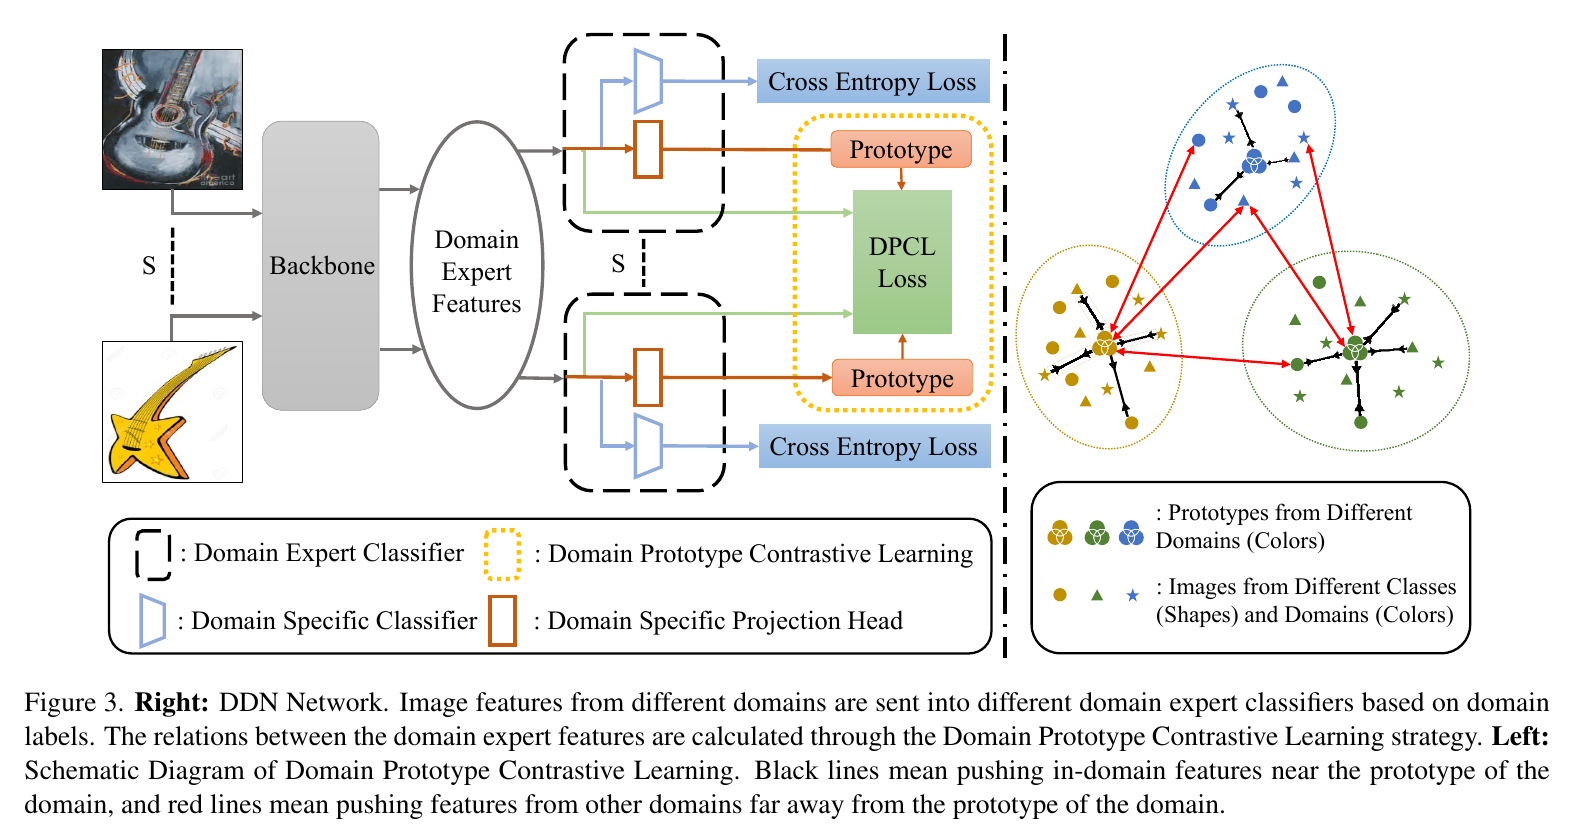 Cross Entropy Loss
Prototype
S
Backbone
Domain
Expert
Features
S
DPCL
Loss
Prototype
Cross Entropy Loss
: Domain Expert Classifier
: Domain Prototype Contrastive Learning
: Domain Specific Classifier
: Domain Specific Projection Head
: Prototypes from Different
Domains (Colors)
: Images from Different Classes
(Shapes) and Domains (Colors)
Figure 3. Right: DDN Network. Image features from different domains are sent into different domain expert classifiers based on domain
labels. The relations between the domain expert features are calculated through the Domain Prototype Contrastive Learning strategy. Left:
Schematic Diagram of Domain Prototype Contrastive Learning. Black lines mean pushing in-domain features near the prototype of the
domain, and red lines mean pushing features from other domains far away from the prototype of the domain.